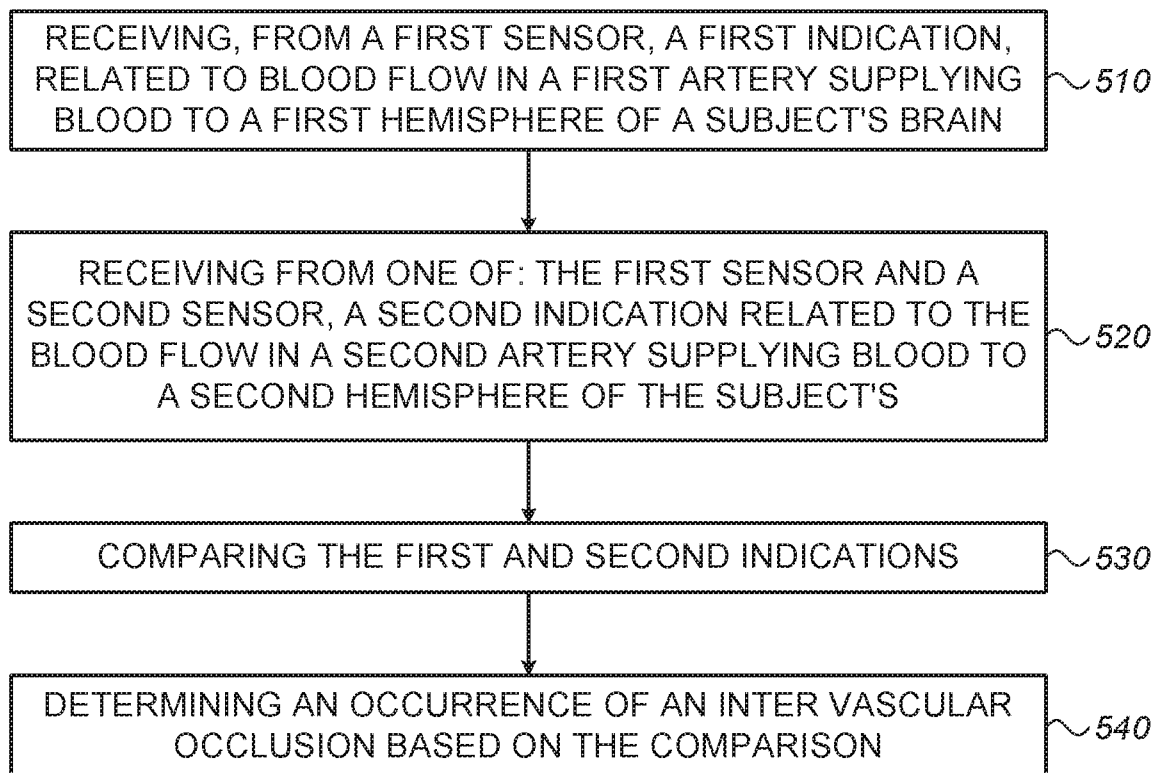 RECEIVING, FROM A FIRST SENSOR, A FIRST INDICATION,
RELATED TO BLOOD FLOW IN A FIRST ARTERY SUPPLYING
BLOOD TO A FIRST HEMISPHERE OF A SUBJECT'S BRAIN
510
RECEIVING FROM ONE OF: THE FIRST SENSOR AND A
SECOND SENSOR, A SECOND INDICATION RELATED TO THE
BLOOD FLOW IN A SECOND ARTERY SUPPLYING BLOOD TO
A SECOND HEMISPHERE OF THE SUBJECT'S
520
COMPARING THE FIRST AND SECOND INDICATIONS
530
DETERMINING AN OCCURRENCE OF AN INTER VASCULAR
OCCLUSION BASED ON THE COMPARISON
540